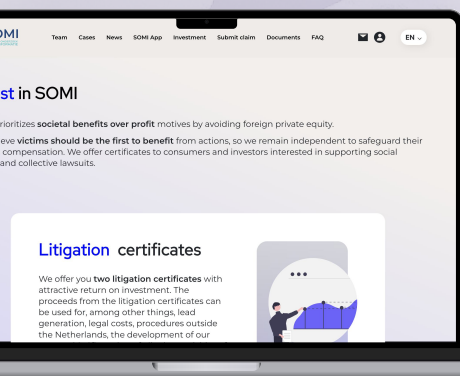 OMI
Team Cases News SOMI App Investment Submit claim Documents FAQ EN
st in SOMI
rioritizes societal benefits over profit motives by avoiding foreign private equity.
eve victims should be the first to benefit from actions, so we remain independent to safeguard their
compensation. We offer certificates to consumers and investors interested in supporting social
and collective lawsuits.
Litigation certificates
We offer you two litigation certificates with
attractive return on investment. The
proceeds from the litigation certificates can
be used for, among other things, lead
generation, legal costs, procedures outside
the Netherlands, the development of our